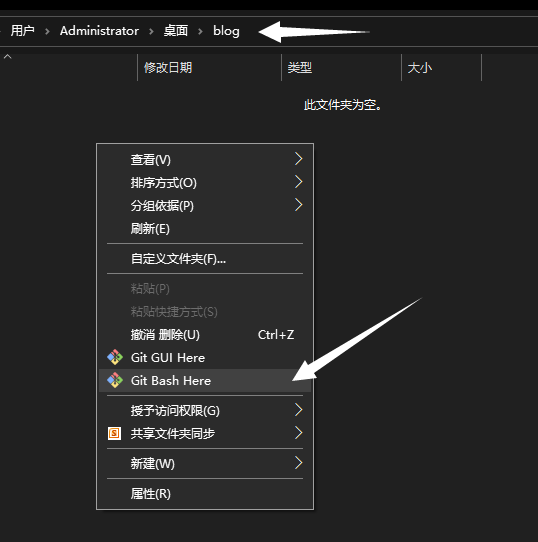 用户 Administrator 桌面 blog
修改日期 类型 大小
此文件夹为空。
查看(V)
排序方式(O)
分组依据(P)
刷新(E)
自定义文件夹(F)...
粘贴(P)
粘贴快捷方式(S)
撤消 删除(U) Ctrl+Z
Git GUI Here
Git Bash Here
授予访问权限(G)
共享文件夹同步
新建(W)
属性(R)